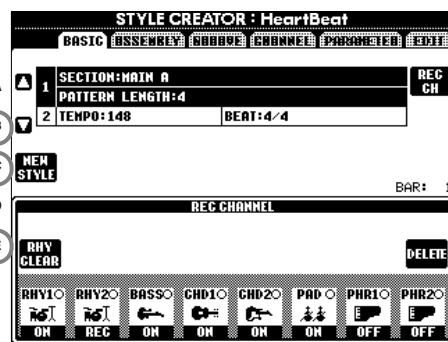 STYLE CREATOR : HeartBeat
BASIC ASSEMBLY GROOVE CHANNEL PARAMETER EDIT
1 SECTION:MAIN A
PATTERN LENGTH:4
REC CH
2 TEMPO:148 BEAT:4/4
NEW STYLE
BAR: 1
REC CHANNEL
RHY CLEAR
DELETE
RHY1 RHY2 BASS CHD1 CHD2 PAD PHR1 PHR2
ON REC ON ON ON ON OFF OFF